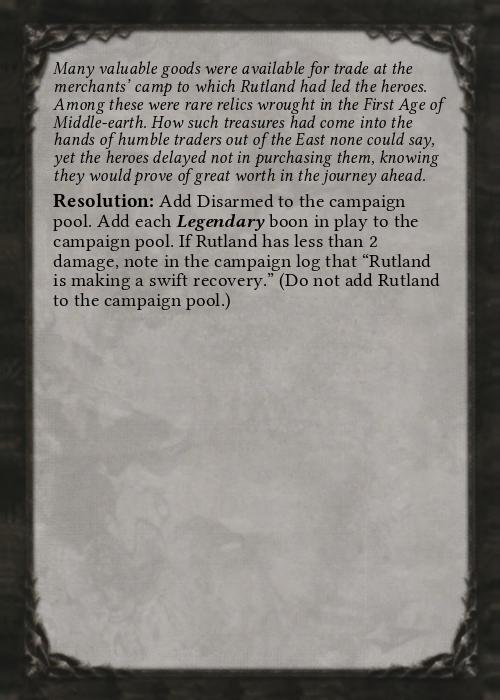 Many valuable goods were available for trade at the
merchants’ camp to which Rutland had led the heroes.
Among these were rare relics wrought in the First Age of
Middle-earth. How such treasures had come into the
hands of humble traders out of the East none could say,
yet the heroes delayed not in purchasing them, knowing
they would prove of great worth in the journey ahead.
Resolution: Add Disarmed to the campaign
pool. Add each Legendary boon in play to the
campaign pool. If Rutland has less than 2
damage, note in the campaign log that “Rutland
is making a swift recovery.” (Do not add Rutland
to the campaign pool.)